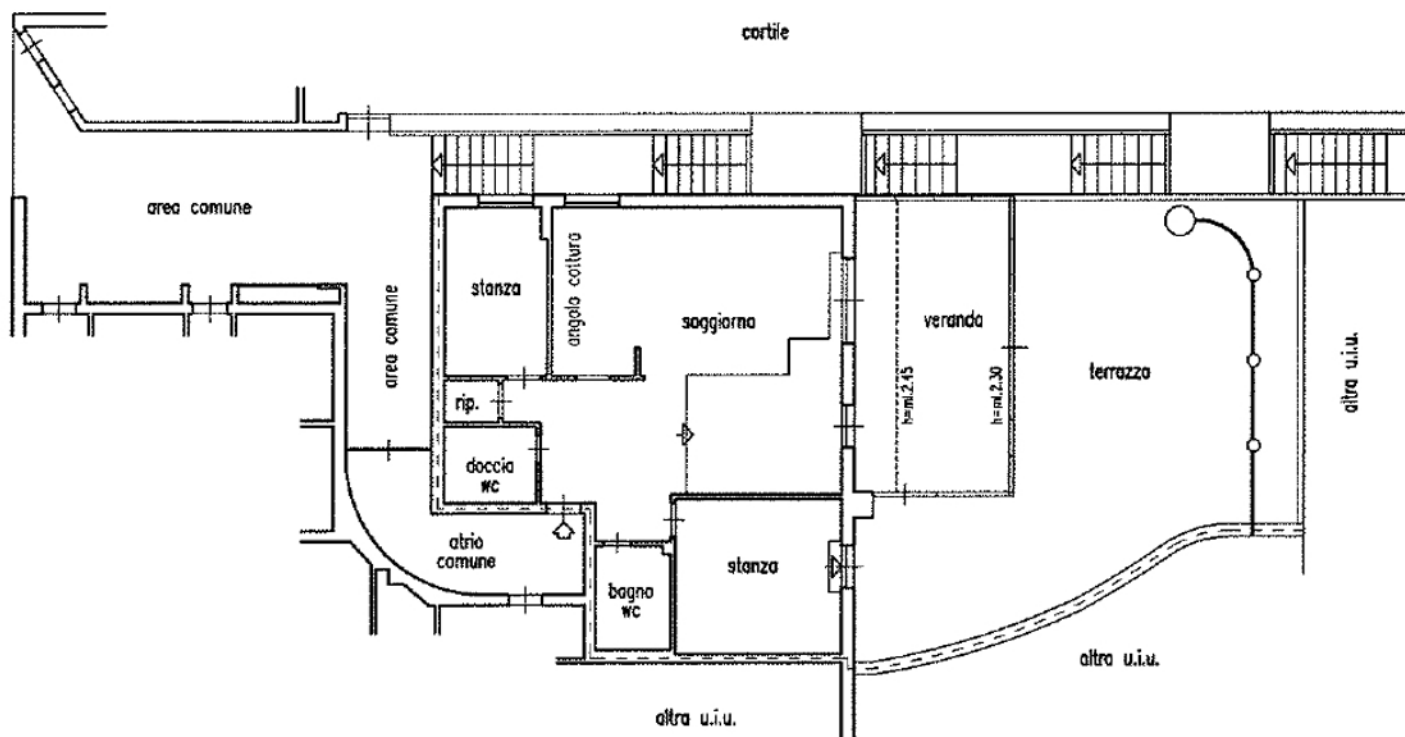 cortile
area comune
stanza
angolo cottura
soggiorno
veranda
h=ml.2.45
h=ml.2.30
terrazza
altra u.i.u.
area comune
rip.
doccia
wc
atrio
comune
bagno
wc
stanza
altra u.i.u.
altra u.i.u.